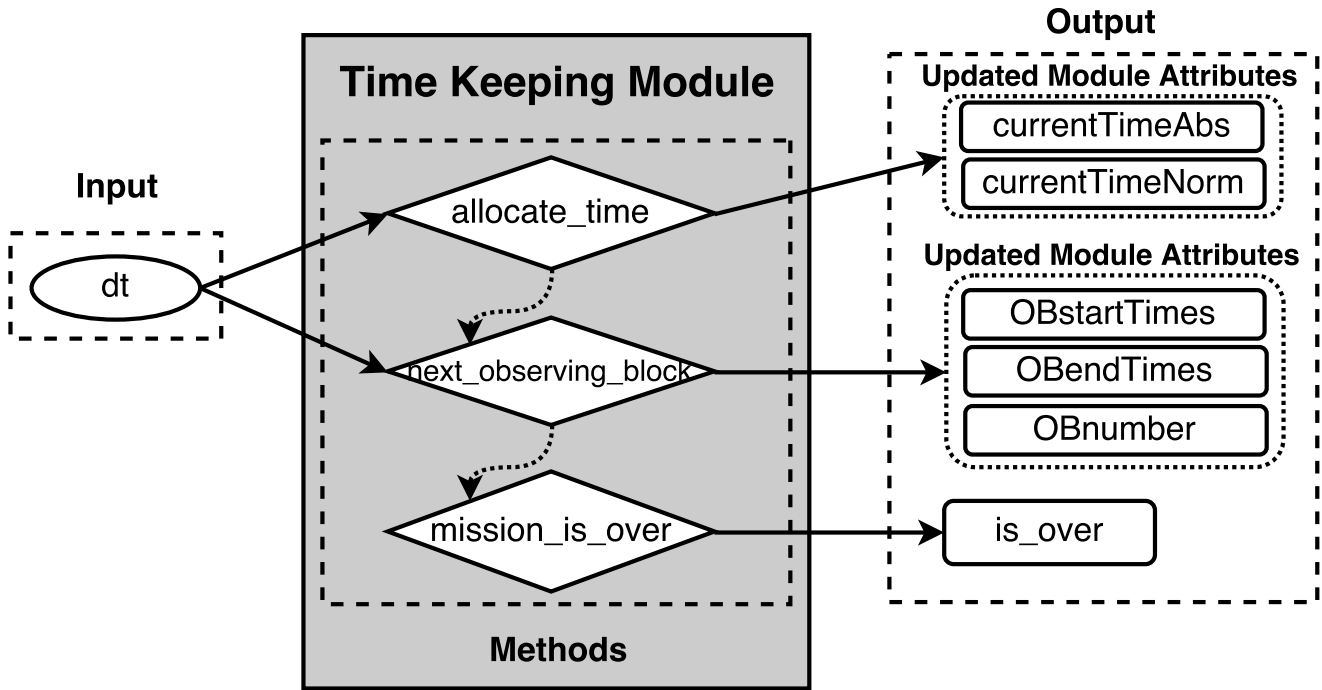 Input
dt
Time Keeping Module
allocate_time
next_observing_block
mission_is_over
Methods
Output
Updated Module Attributes
currentTimeAbs
currentTimeNorm
Updated Module Attributes
OBstartTimes
OBendTimes
OBnumber
is_over